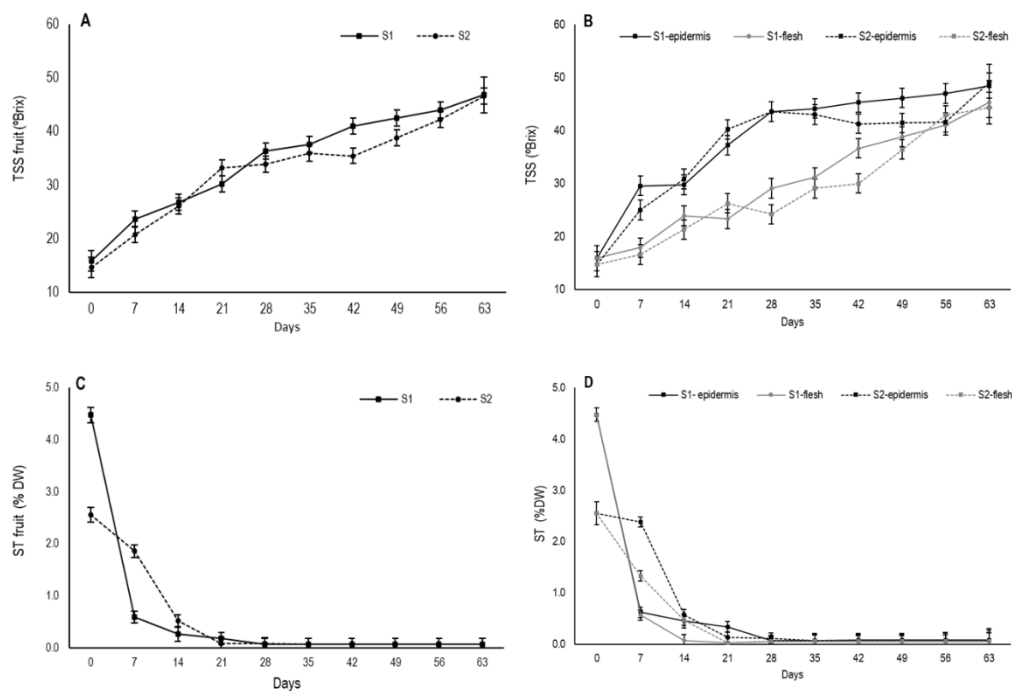 A
S1 S2
TSS fruit (ºBrix)
60
50
40
30
20
10
0 7 14 21 28 35 42 49 56 63
Days
B
S1-epidermis S1-flesh S2-epidermis S2-flesh
TSS (ºBrix)
60
50
40
30
20
10
0 7 14 21 28 35 42 49 56 63
Days
C
S1 S2
ST fruit (% DW)
5.0
4.0
3.0
2.0
1.0
0.0
0 7 14 21 28 35 42 49 56 63
Days
D
S1- epidermis S1-flesh S2-epidermis S2-flesh
ST (%DW)
5.0
4.0
3.0
2.0
1.0
0.0
0 7 14 21 28 35 42 49 56 63
Days